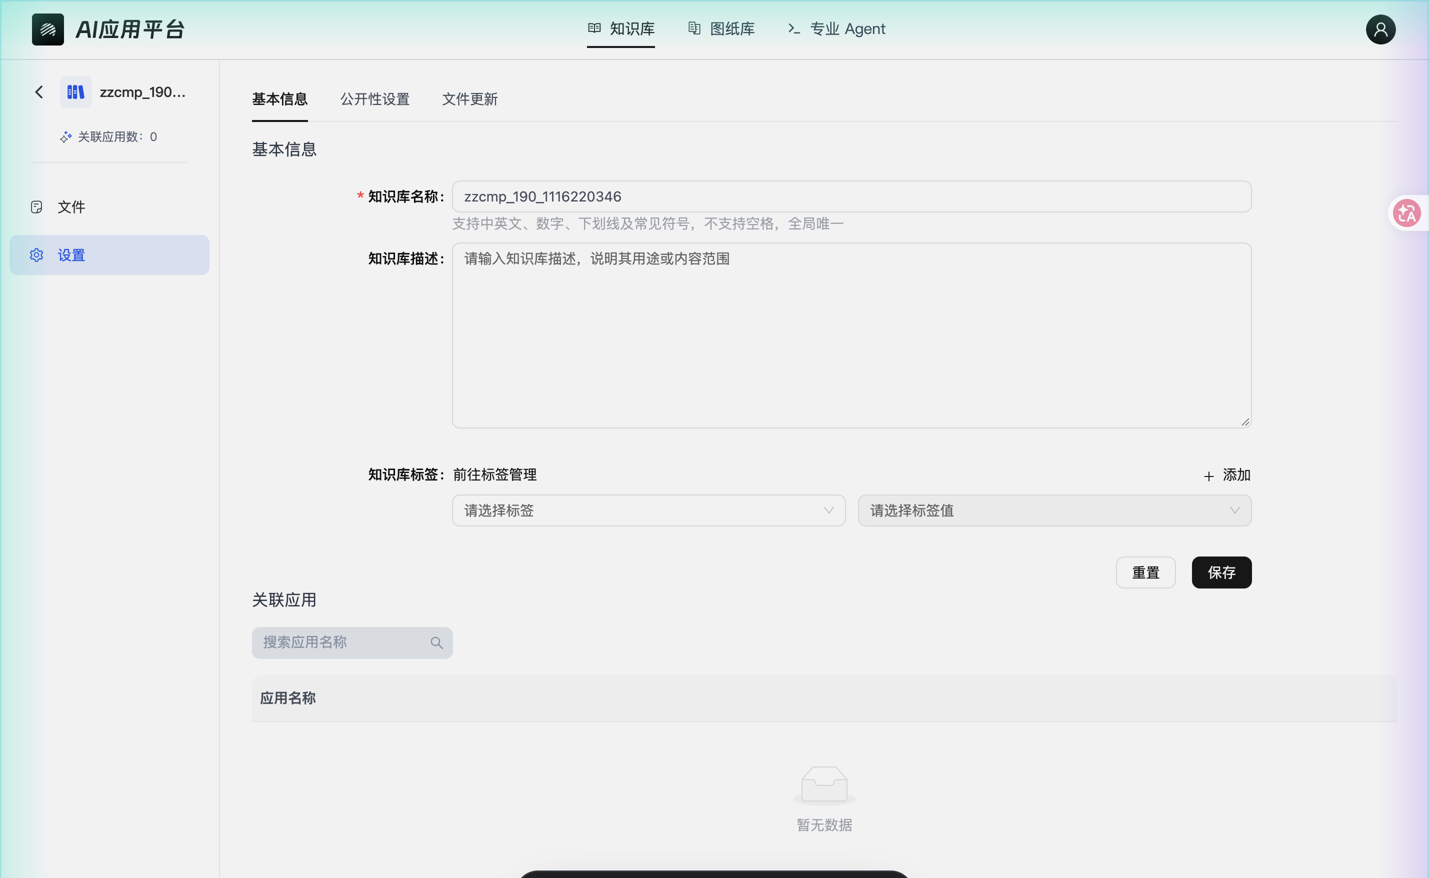 AI应用平台
知识库
图纸库
专业 Agent
zzcmp_190...
关联应用数：0
文件
设置
基本信息
公开性设置
文件更新
基本信息
* 知识库名称：
zzcmp_190_1116220346
支持中英文、数字、下划线及常见符号，不支持空格，全局唯一
知识库描述：
请输入知识库描述，说明其用途或内容范围
知识库标签：
前往标签管理
+ 添加
请选择标签
请选择标签值
重置
保存
关联应用
搜索应用名称
应用名称
暂无数据